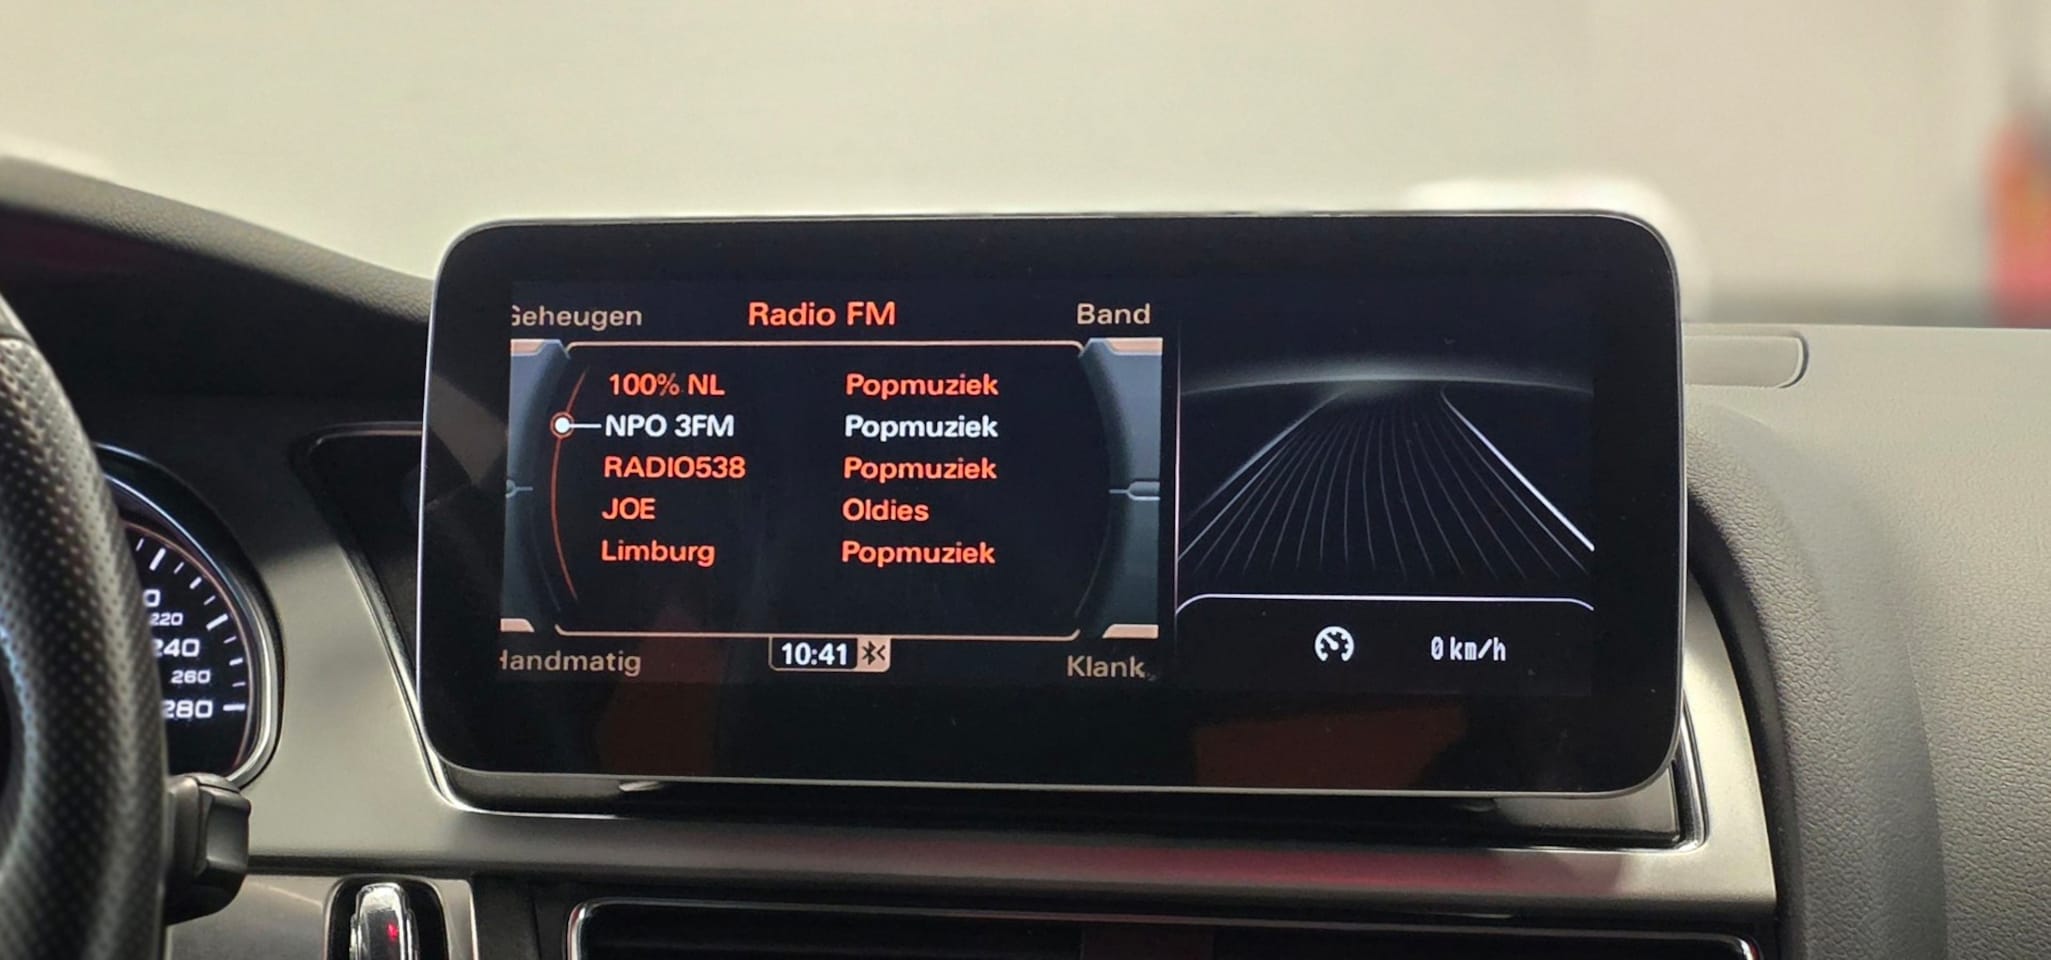 Geheugen Radio FM Band
100% NL Popmuziek
NPO 3FM Popmuziek
RADIO538 Popmuziek
JOE Oldies
Limburg Popmuziek
Handmatig 10:41 Klank
0 km/h
220
240
260
280